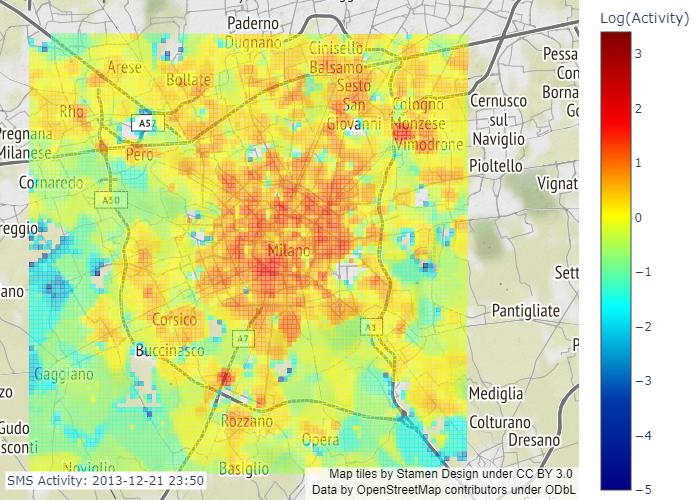 Log(Activity)
Paderno
Dugnano
Cinisello
Balsamo
Sesto
San
Giovanni
Arese
Bollate
Rho
A52
Pero
Pregnana
Milanese
Cornaredo
A50
reggio
ano
Cologno
Monzese
Vimodrone
Cernusco
sul
Naviglio
Pioltello
Pessa
Con
Borna
Go
Vignat
Sett
Pantigliate
P
Milano
Corsico
Buccinasco
A7
A1
Gaggiano
zo
Gudo
sconti
Rozzano
Opera
Basiglio
Noviglio
Mediglia
Colturano
Dresano
3
2
1
0
−1
−2
−3
−4
−5
SMS Activity: 2013-12-21 23:50
Map tiles by Stamen Design under CC BY 3.0
Data by OpenStreetMap contributors under ODbL